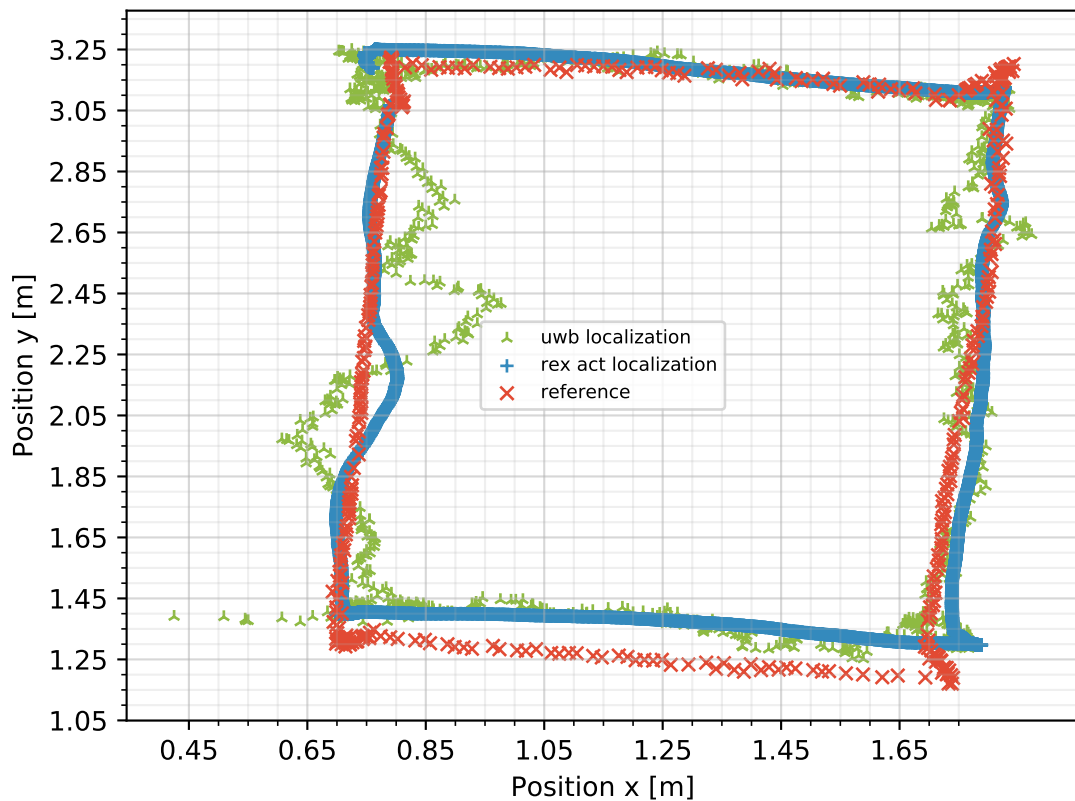 3.25
3.05
2.85
2.65
2.45
2.25
2.05
1.85
1.65
1.45
1.25
1.05
Position y [m]
uwb localization
rex act localization
reference
0.45 0.65 0.85 1.05 1.25 1.45 1.65
Position x [m]